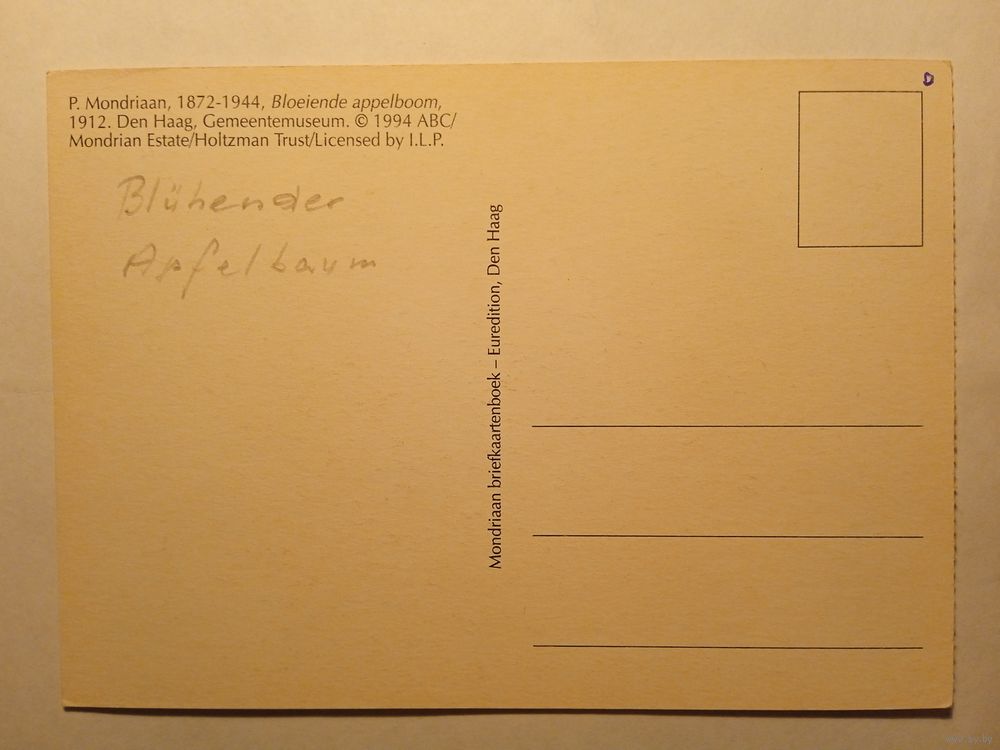 P. Mondriaan, 1872-1944, Bloeiende appelboom,
1912. Den Haag, Gemeentemuseum. © 1994 ABC/
Mondrian Estate/Holtzman Trust/Licensed by I.L.P.
Blühender
Apfelbaum
Mondriaan briefkaartenboek – Euredition, Den Haag